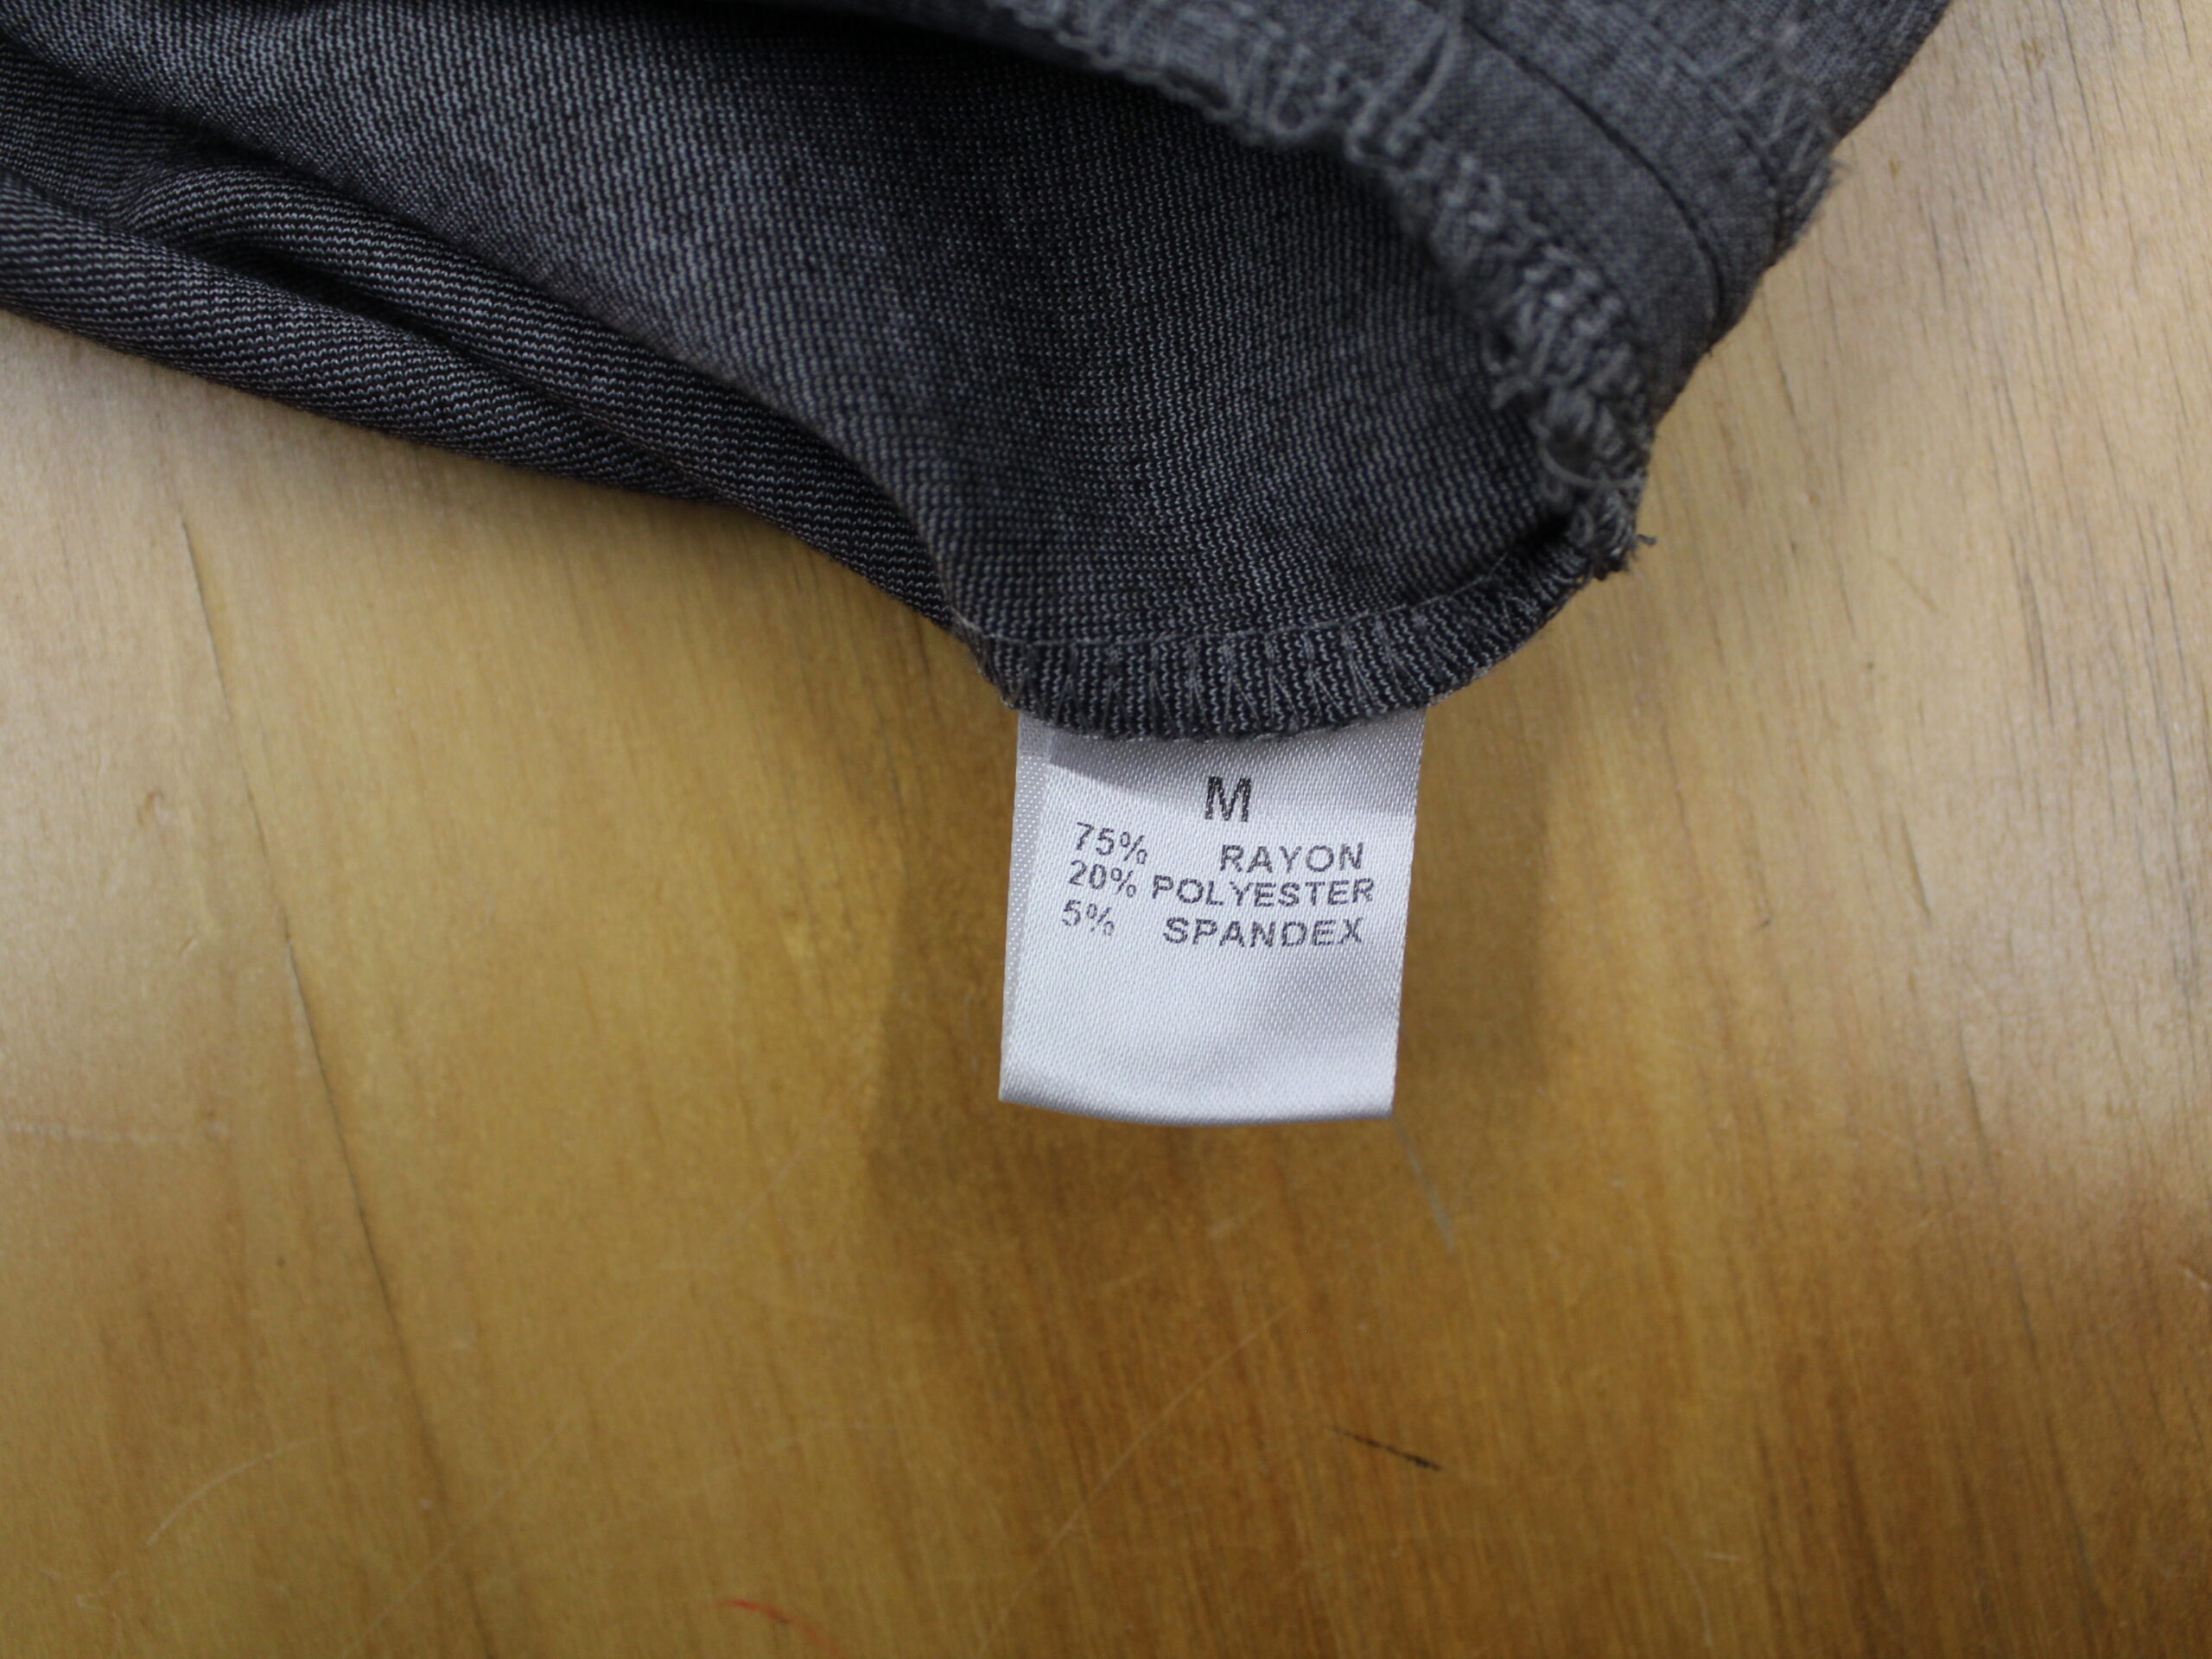 M
75% RAYON
20% POLYESTER
5% SPANDEX